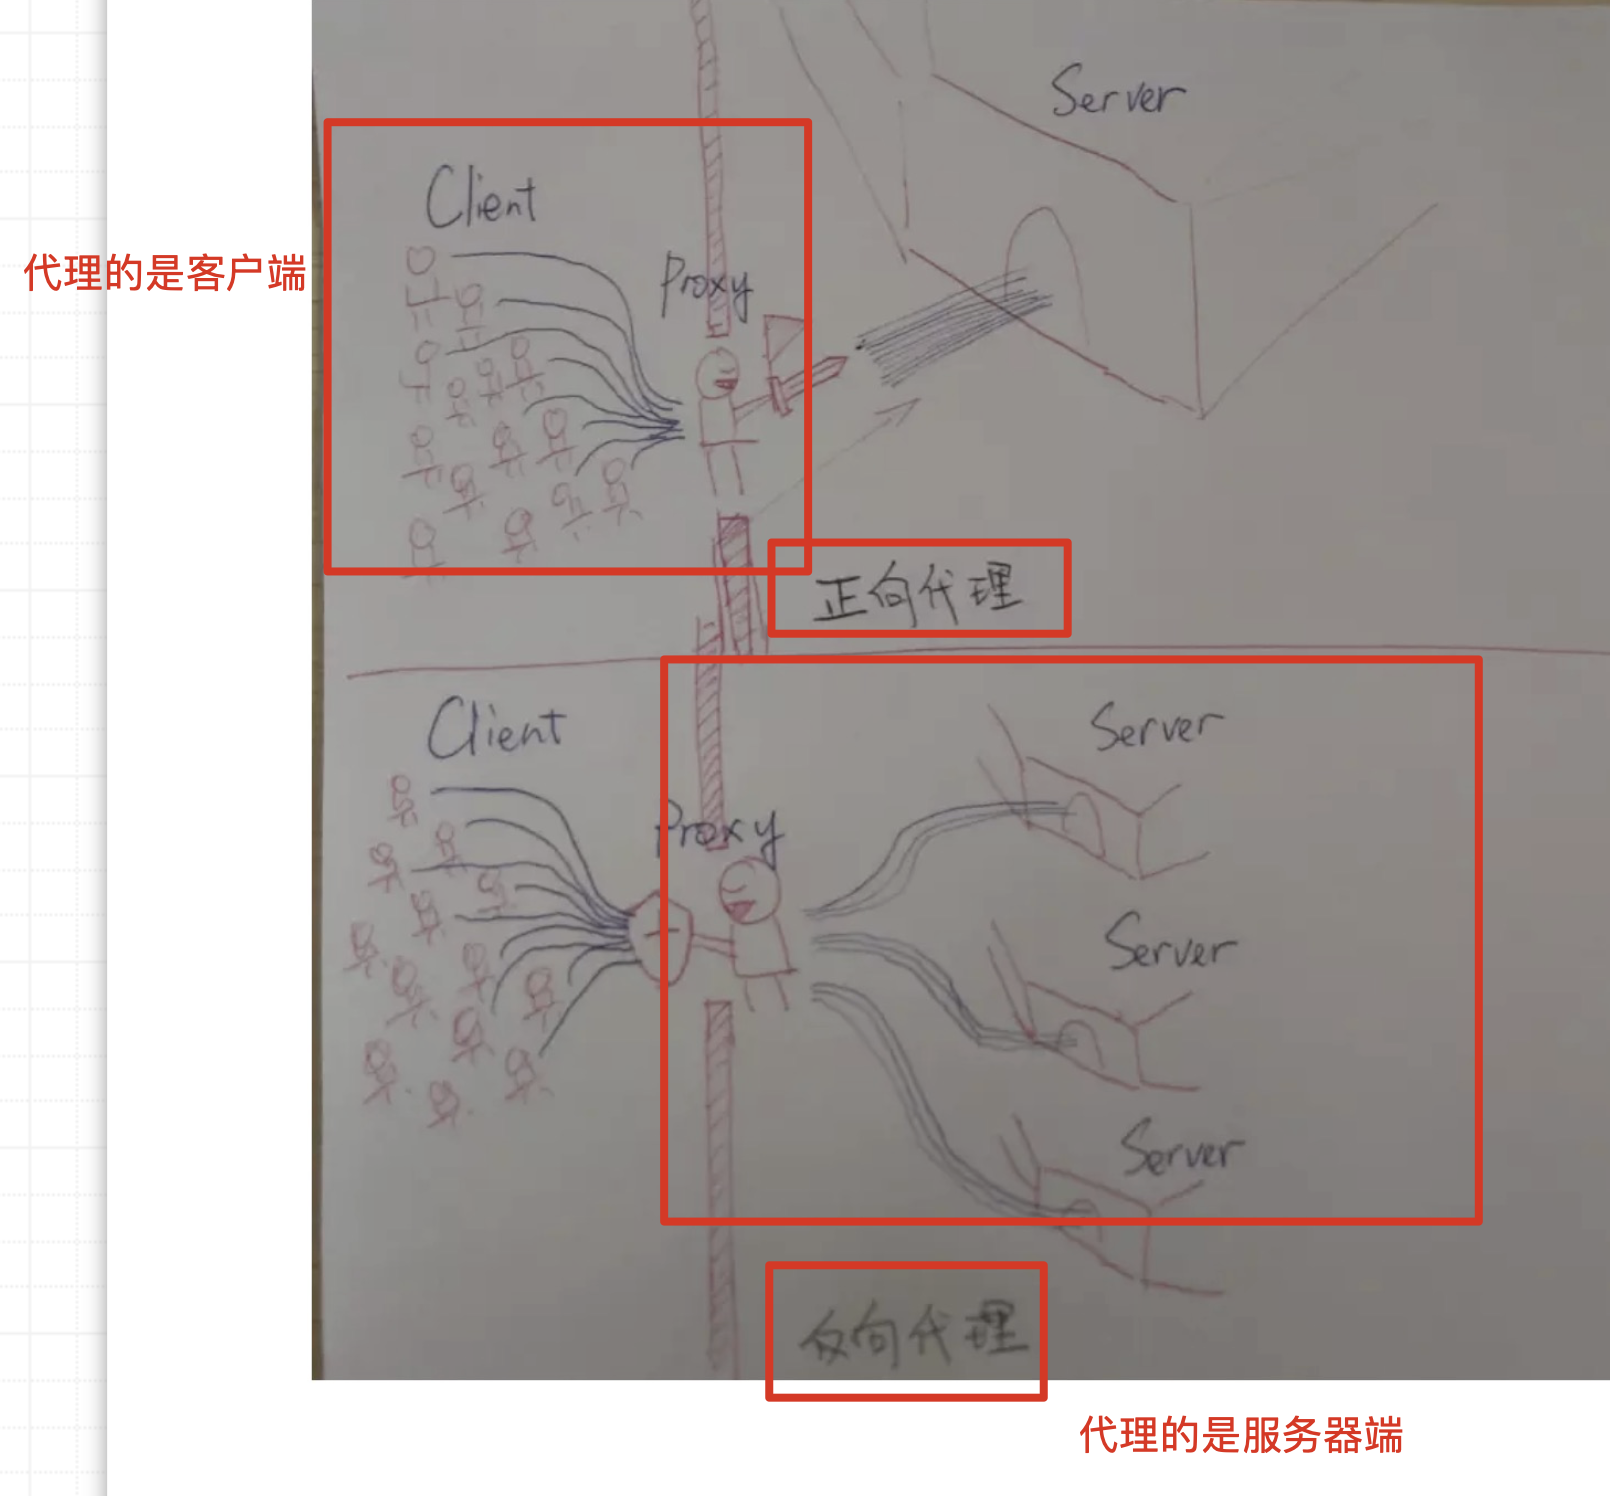 Server
Client
代理的是客户端
Proxy
正向代理
Client
Server
Proxy
Server
Server
反向代理
代理的是服务器端